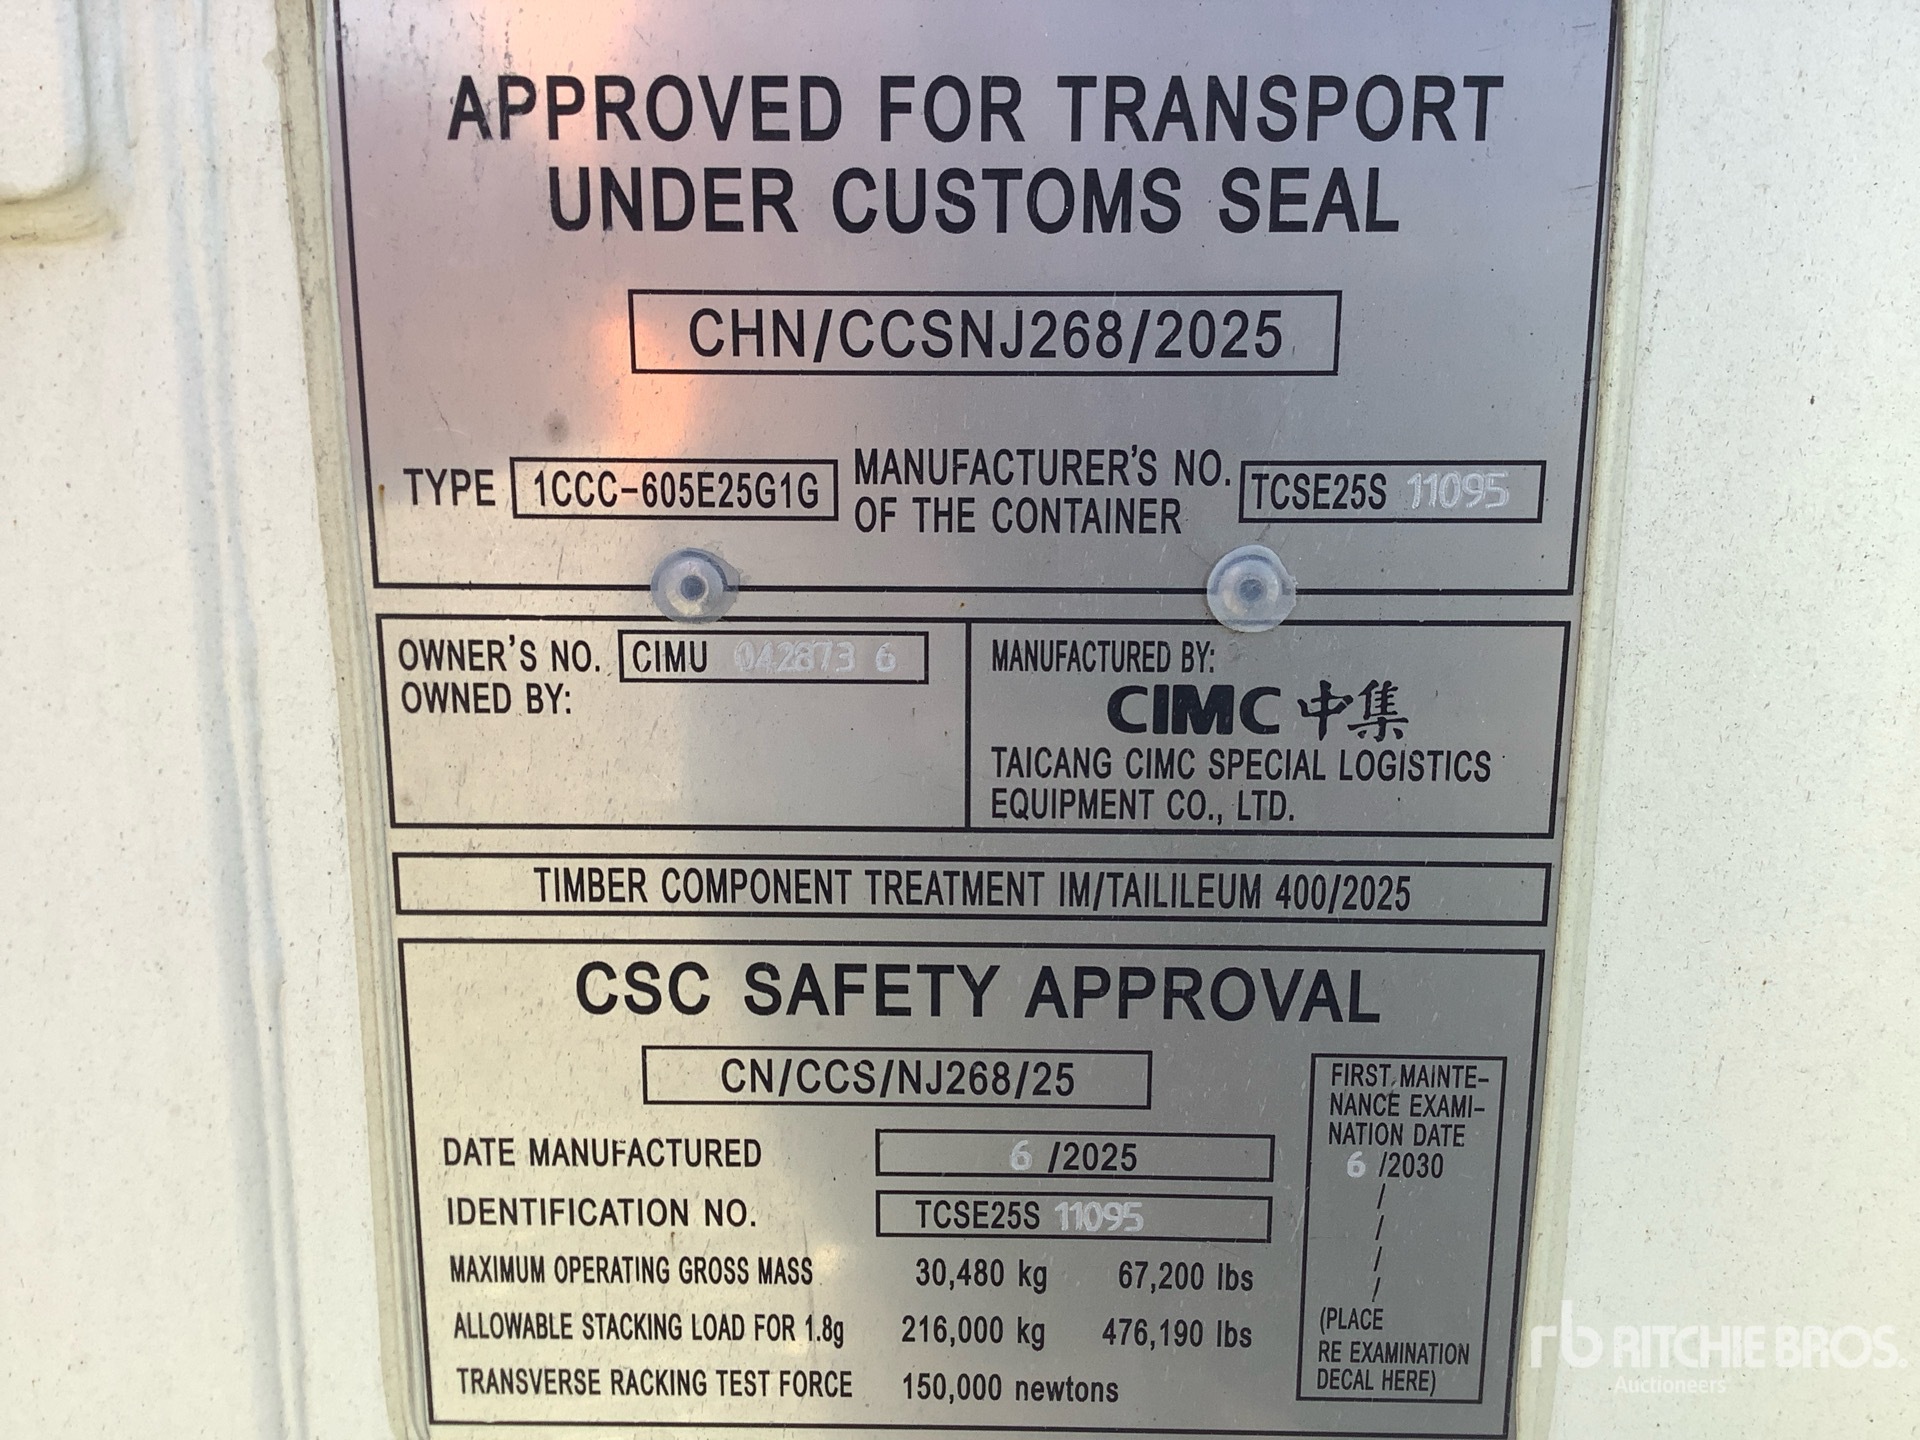 APPROVED FOR TRANSPORT
UNDER CUSTOMS SEAL
CHN/CCSNJ268/2025
TYPE 1CCC-605E25G1G MANUFACTURER'S NO. OF THE CONTAINER TCSE25S 11095
OWNER'S NO. CIMU 042873 6
OWNED BY:
MANUFACTURED BY:
CIMC 中集
TAICANG CIMC SPECIAL LOGISTICS
EQUIPMENT CO., LTD.
TIMBER COMPONENT TREATMENT IM/TAILILEUM 400/2025
CSC SAFETY APPROVAL
CN/CCS/NJ268/25
DATE MANUFACTURED 6 /2025
IDENTIFICATION NO. TCSE25S 11095
MAXIMUM OPERATING GROSS MASS 30,480 kg 67,200 lbs
ALLOWABLE STACKING LOAD FOR 1.8g 216,000 kg 476,190 lbs
TRANSVERSE RACKING TEST FORCE 150,000 newtons
FIRST MAINTE-
NANCE EXAMI-
NATION DATE
6 /2030
/
/
/
/
(PLACE
RE EXAMINATION
DECAL HERE)
rb RITCHIE BROS.
Auctioneers